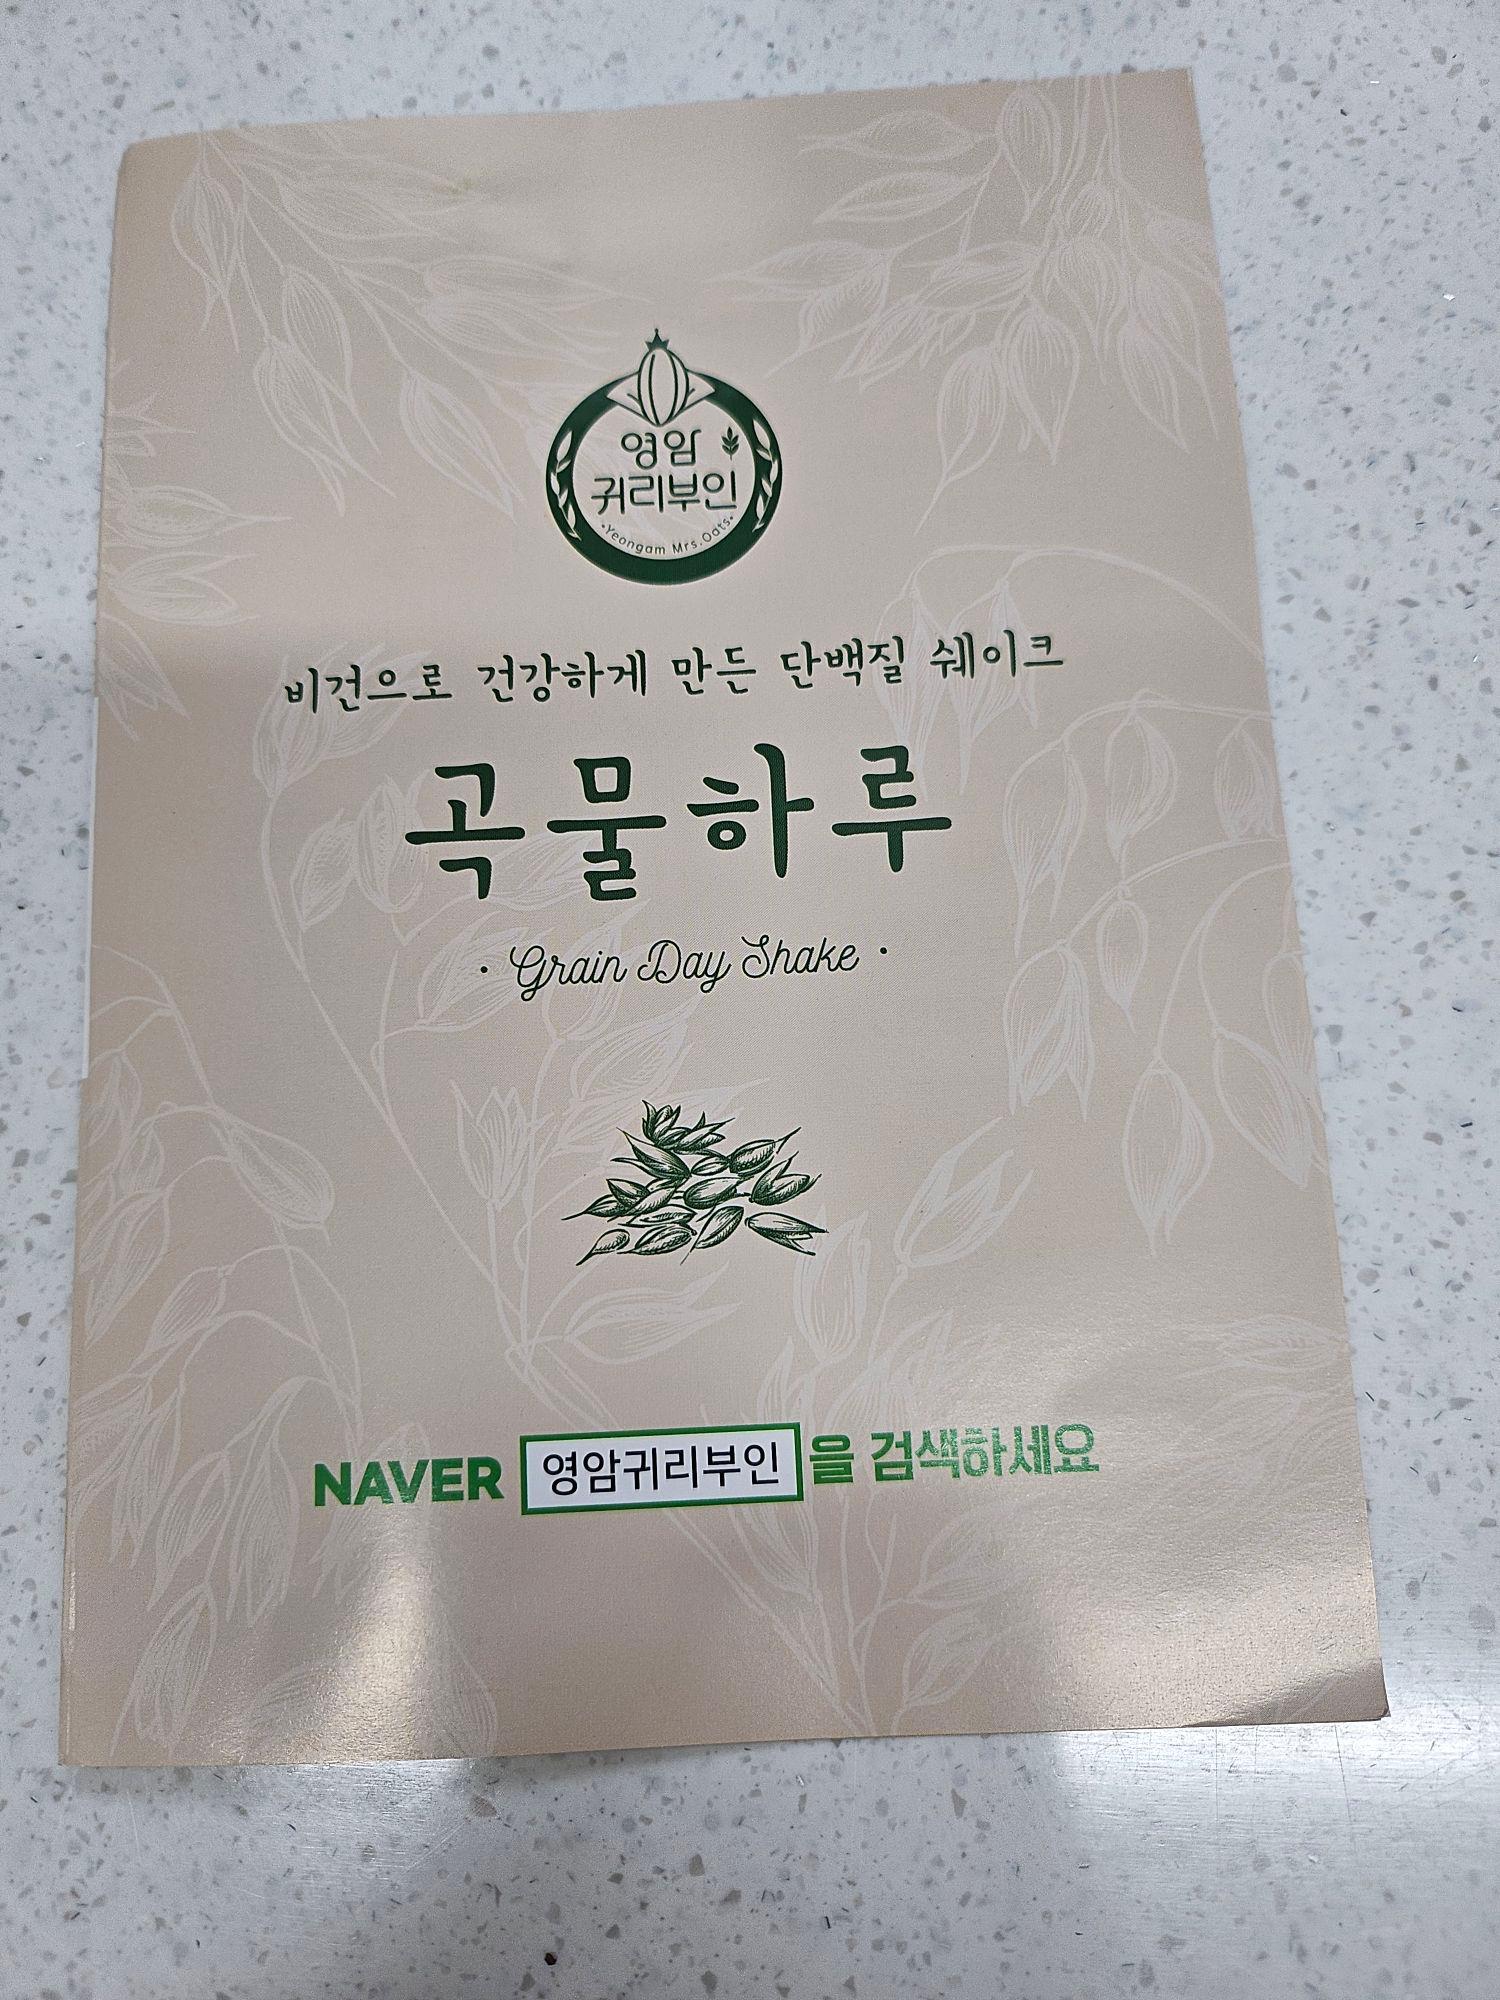 영암
귀리부인
•Yeongam Mrs.Oats•
비건으로 건강하게 만든 단백질 쉐이크
곡물하루
· Grain Day Shake ·
NAVER 영암귀리부인을 검색하세요